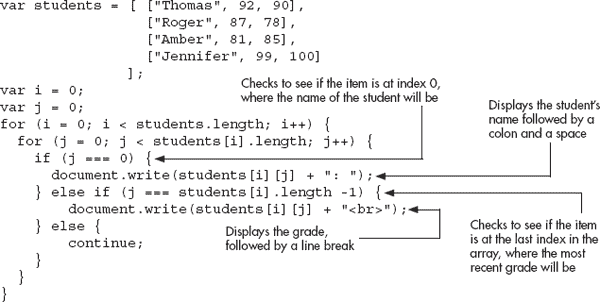 var students = [ ["Thomas", 92, 90],
["Roger", 87, 78],
["Amber", 81, 85],
["Jennifer", 99, 100]
];
var i = 0;
var j = 0;
for (i = 0; i < students.length; i++) {
for (j = 0; j < students[i].length; j++) {
if (j === 0) {
document.write(students[i][j] + ": ");
} else if (j === students[i].length -1) {
document.write(students[i][j] + "<br>");
} else {
continue;
}
}
}
Checks to see if the item is at index 0,
where the name of the student will be
Displays the student's
name followed by a
colon and a space
Displays the grade,
followed by a line break
Checks to see if the item
is at the last index in the
array, where the most
recent grade will be